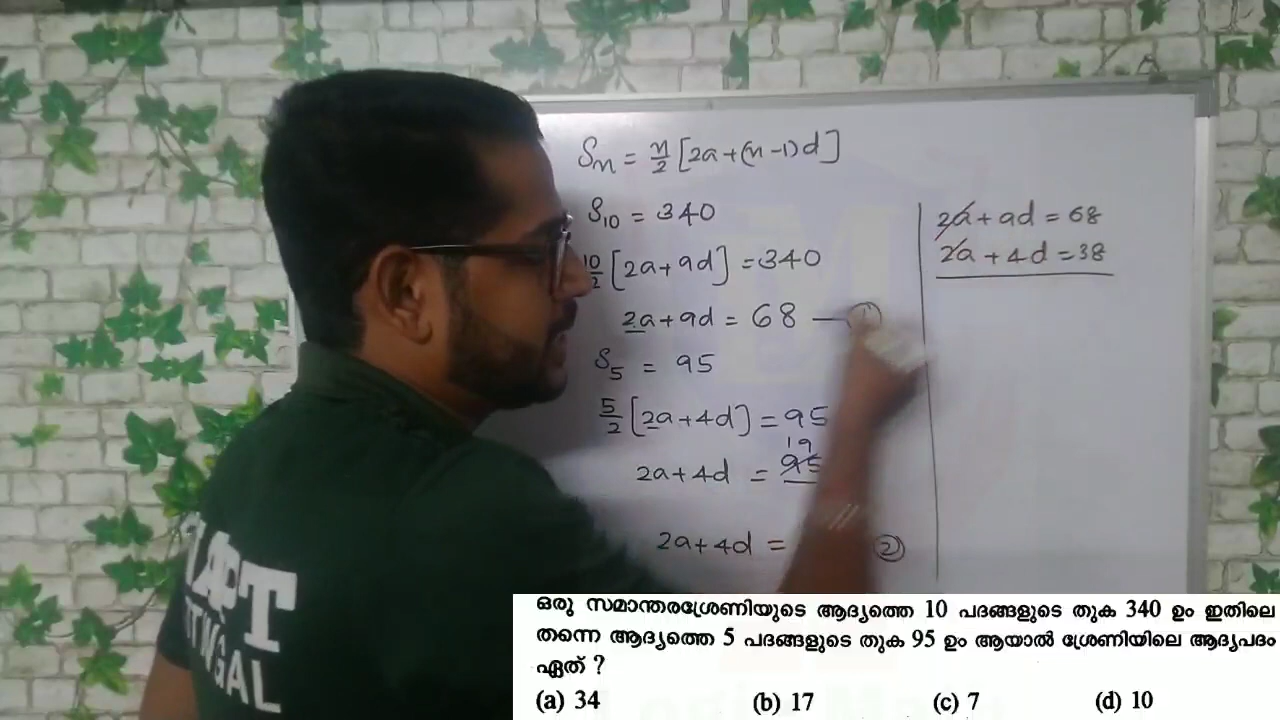 Sn = n/2 [2a+(n-1)d]
S10 = 340
10/2 [2a+9d] = 340
2a+9d = 68 — ①
S5 = 95
5/2 [2a+4d] = 95
19
2a+4d = 95
2a+4d = ②
2a+9d = 68
2a+4d = 38
ഒരു സമാന്തരശ്രേണിയുടെ ആദ്യത്തെ 10 പദങ്ങളുടെ തുക 340 ഉം ഇതിലെ
തന്നെ ആദ്യത്തെ 5 പദങ്ങളുടെ തുക 95 ഉം ആയാൽ ശ്രേണിയിലെ ആദ്യപദം
ഏത് ?
(a) 34 (b) 17 (c) 7 (d) 10